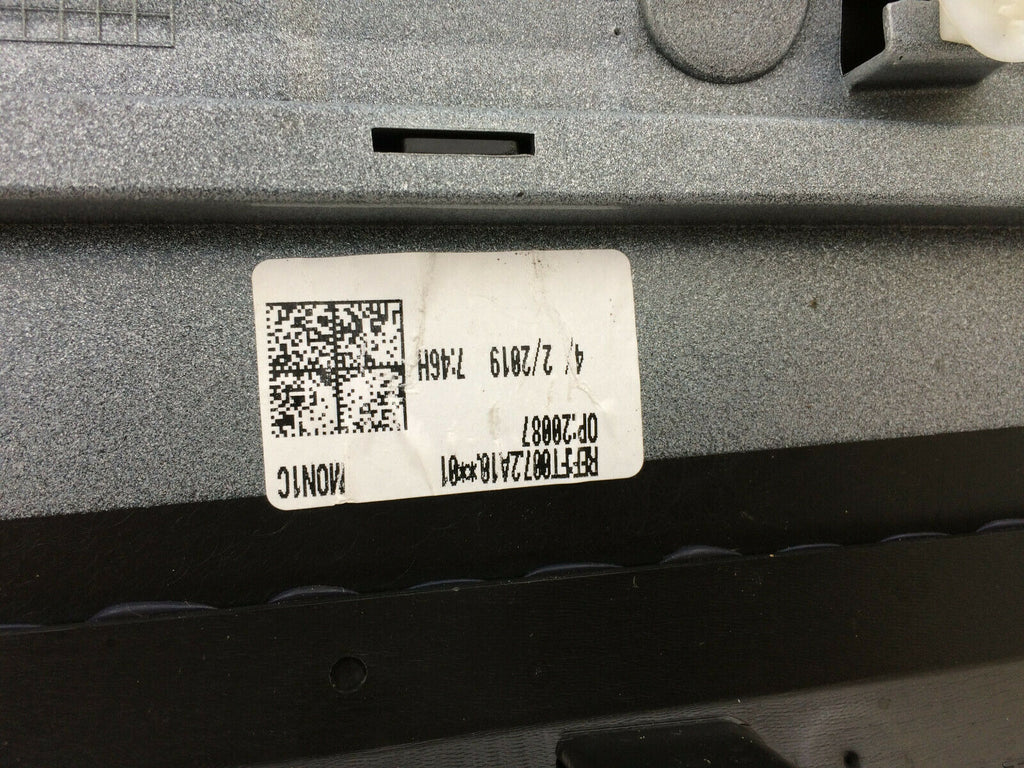 REF:FT0072A10.**01 MON1C
OP:20087
4/ 2/2019 7:46H